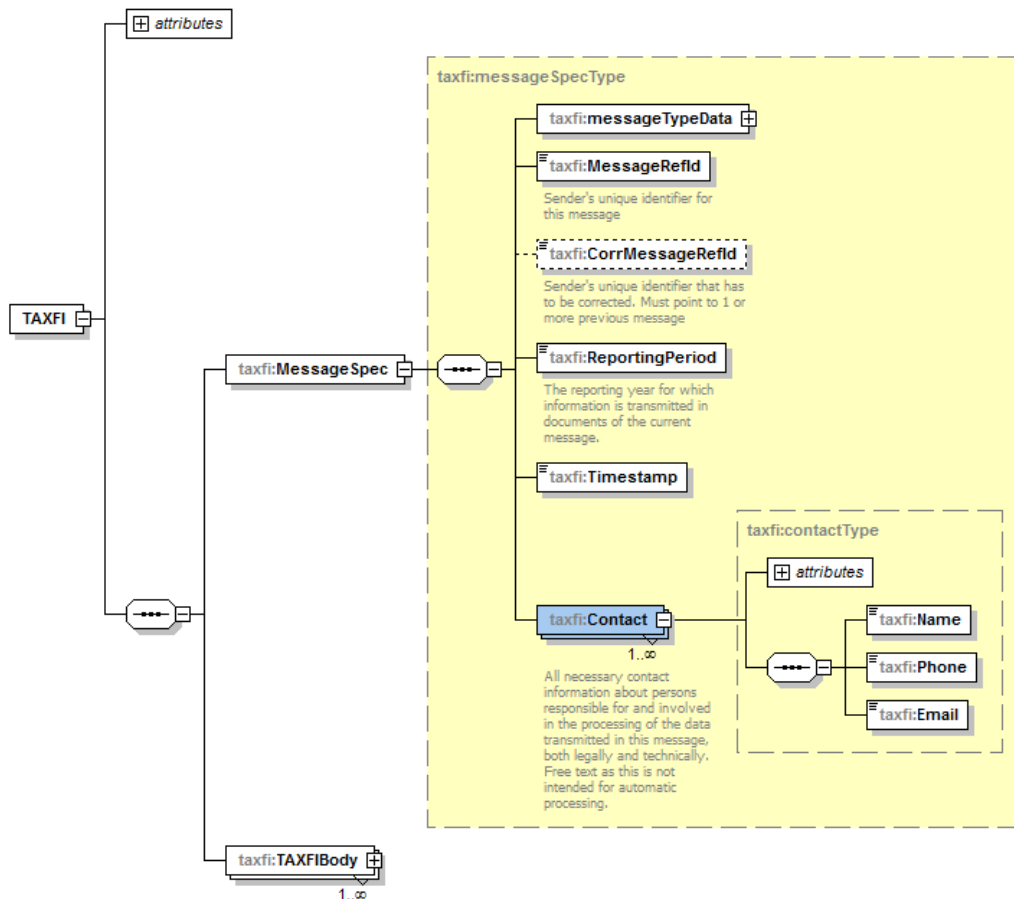 attributes
taxfi:messageSpecType
taxfi:messageTypeData
taxfi:MessageRefId
Sender's unique identifier for
this message
taxfi:CorrMessageRefId
Sender's unique identifier that has
to be corrected. Must point to 1 or
more previous message
TAXFI
taxfi:MessageSpec
taxfi:ReportingPeriod
The reporting year for which
information is transmitted in
documents of the current
message.
taxfi:Timestamp
taxfi:contactType
attributes
taxfi:Contact
1..∞
taxfi:Name
taxfi:Phone
taxfi:Email
All necessary contact
information about persons
responsible for and involved
in the processing of the data
transmitted in this message,
both legally and technically.
Free text as this is not
intended for automatic
processing.
taxfi:TAXFIBody
1..∞